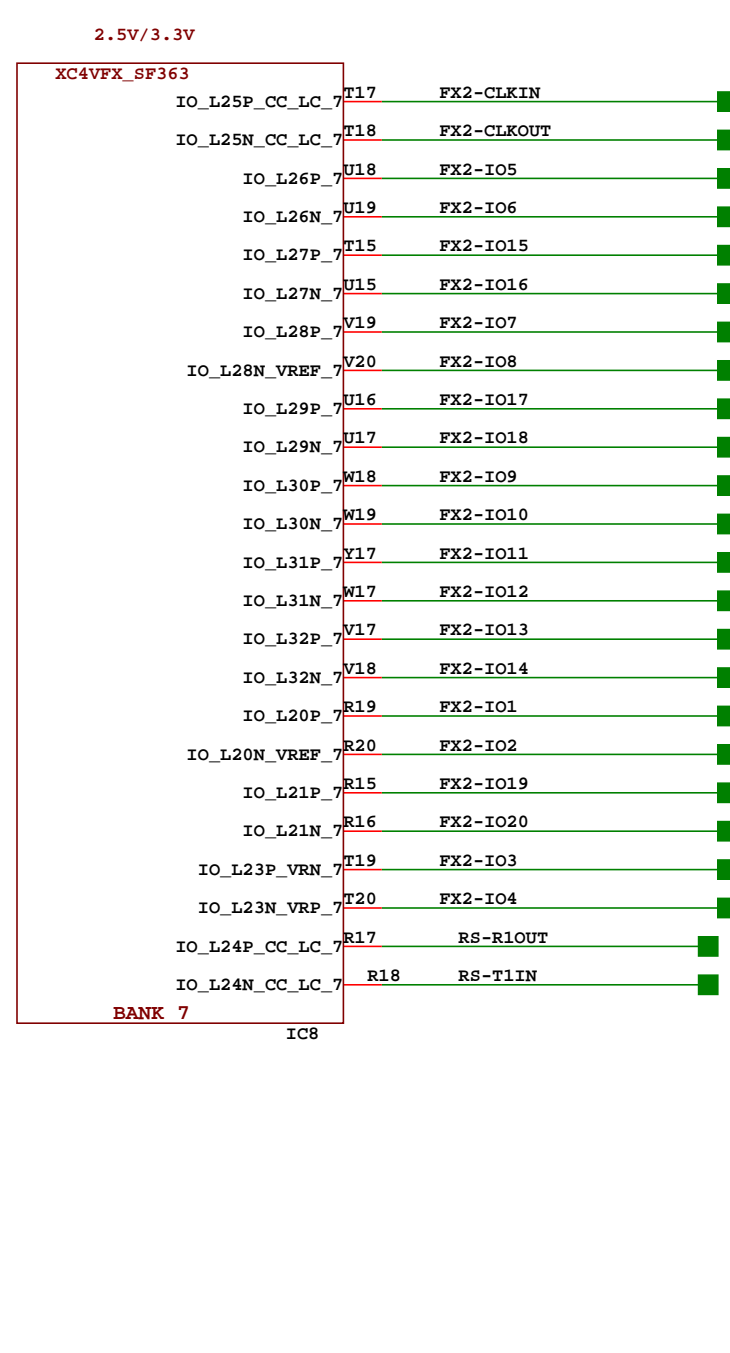 2.5V/3.3V
XC4VFX_SF363
IO_L25P_CC_LC_7 T17 FX2-CLKIN
IO_L25N_CC_LC_7 T18 FX2-CLKOUT
IO_L26P_7 U18 FX2-IO5
IO_L26N_7 U19 FX2-IO6
IO_L27P_7 T15 FX2-IO15
IO_L27N_7 U15 FX2-IO16
IO_L28P_7 V19 FX2-IO7
IO_L28N_VREF_7 V20 FX2-IO8
IO_L29P_7 U16 FX2-IO17
IO_L29N_7 U17 FX2-IO18
IO_L30P_7 W18 FX2-IO9
IO_L30N_7 W19 FX2-IO10
IO_L31P_7 Y17 FX2-IO11
IO_L31N_7 W17 FX2-IO12
IO_L32P_7 V17 FX2-IO13
IO_L32N_7 V18 FX2-IO14
IO_L20P_7 R19 FX2-IO1
IO_L20N_VREF_7 R20 FX2-IO2
IO_L21P_7 R15 FX2-IO19
IO_L21N_7 R16 FX2-IO20
IO_L23P_VRN_7 T19 FX2-IO3
IO_L23N_VRP_7 T20 FX2-IO4
IO_L24P_CC_LC_7 R17 RS-R1OUT
IO_L24N_CC_LC_7 R18 RS-T1IN
BANK 7
IC8